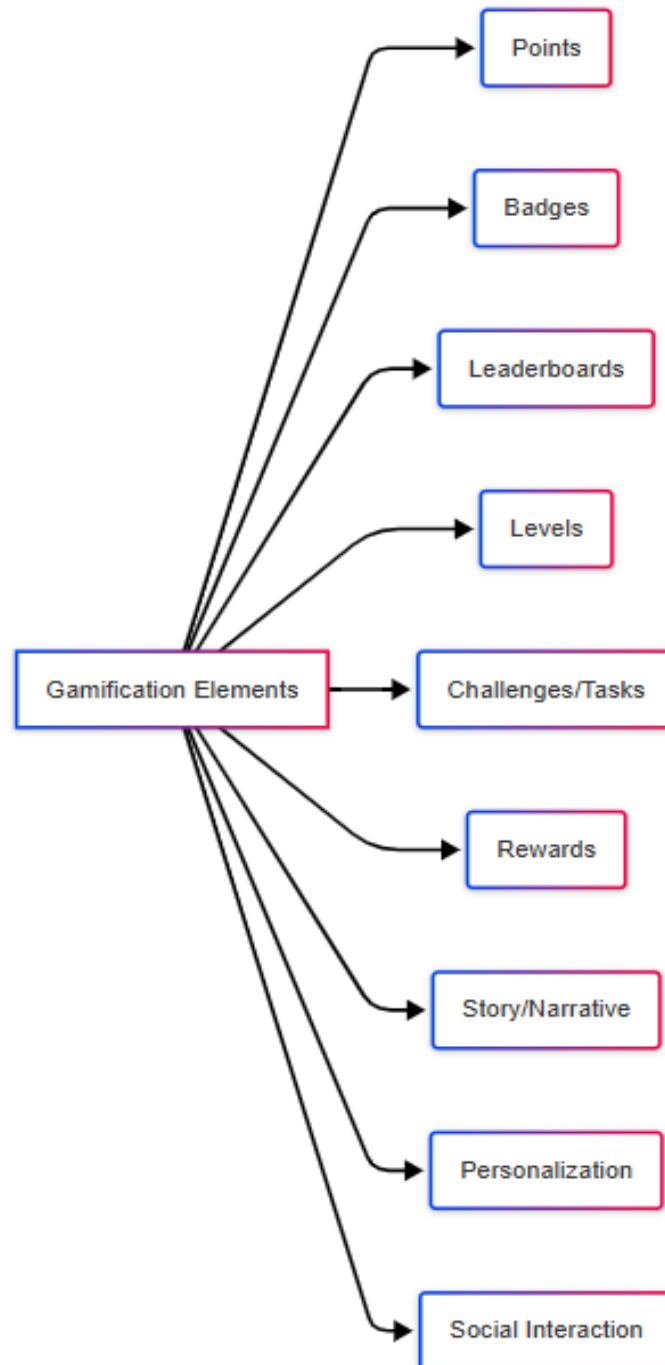 Points
Badges
Leaderboards
Levels
Gamification Elements
Challenges/Tasks
Rewards
Story/Narrative
Personalization
Social Interaction